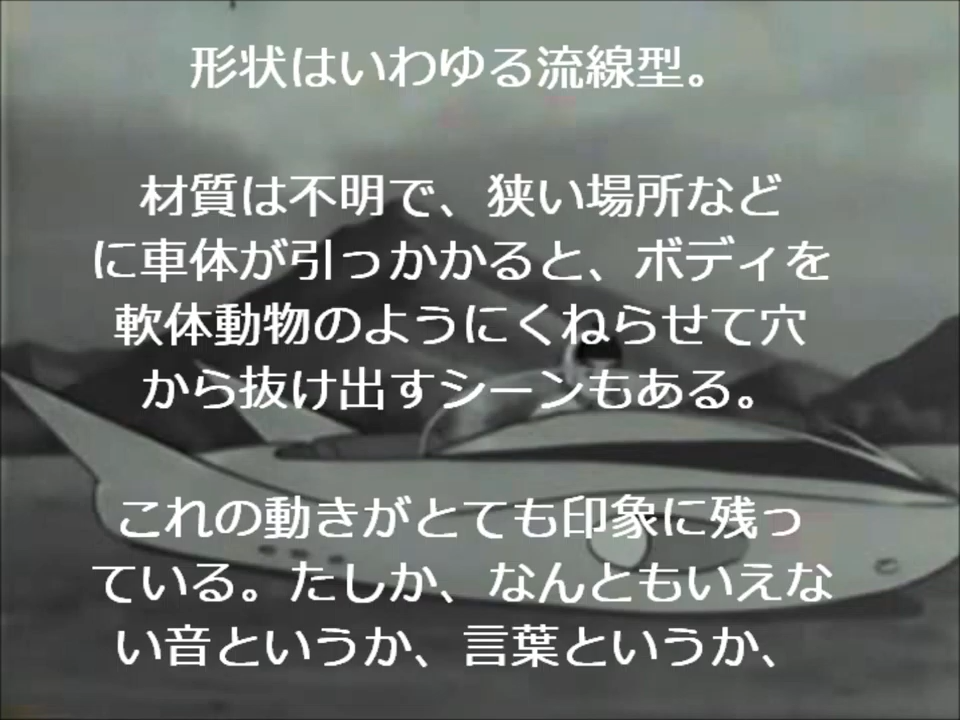 形状はいわゆる流線型。
材質は不明で、狭い場所など
に車体が引っかかると、ボディを
軟体動物のようにくねらせて穴
から抜け出すシーンもある。
これの動きがとても印象に残っ
ている。たしか、なんともいえな
い音というか、言葉というか、